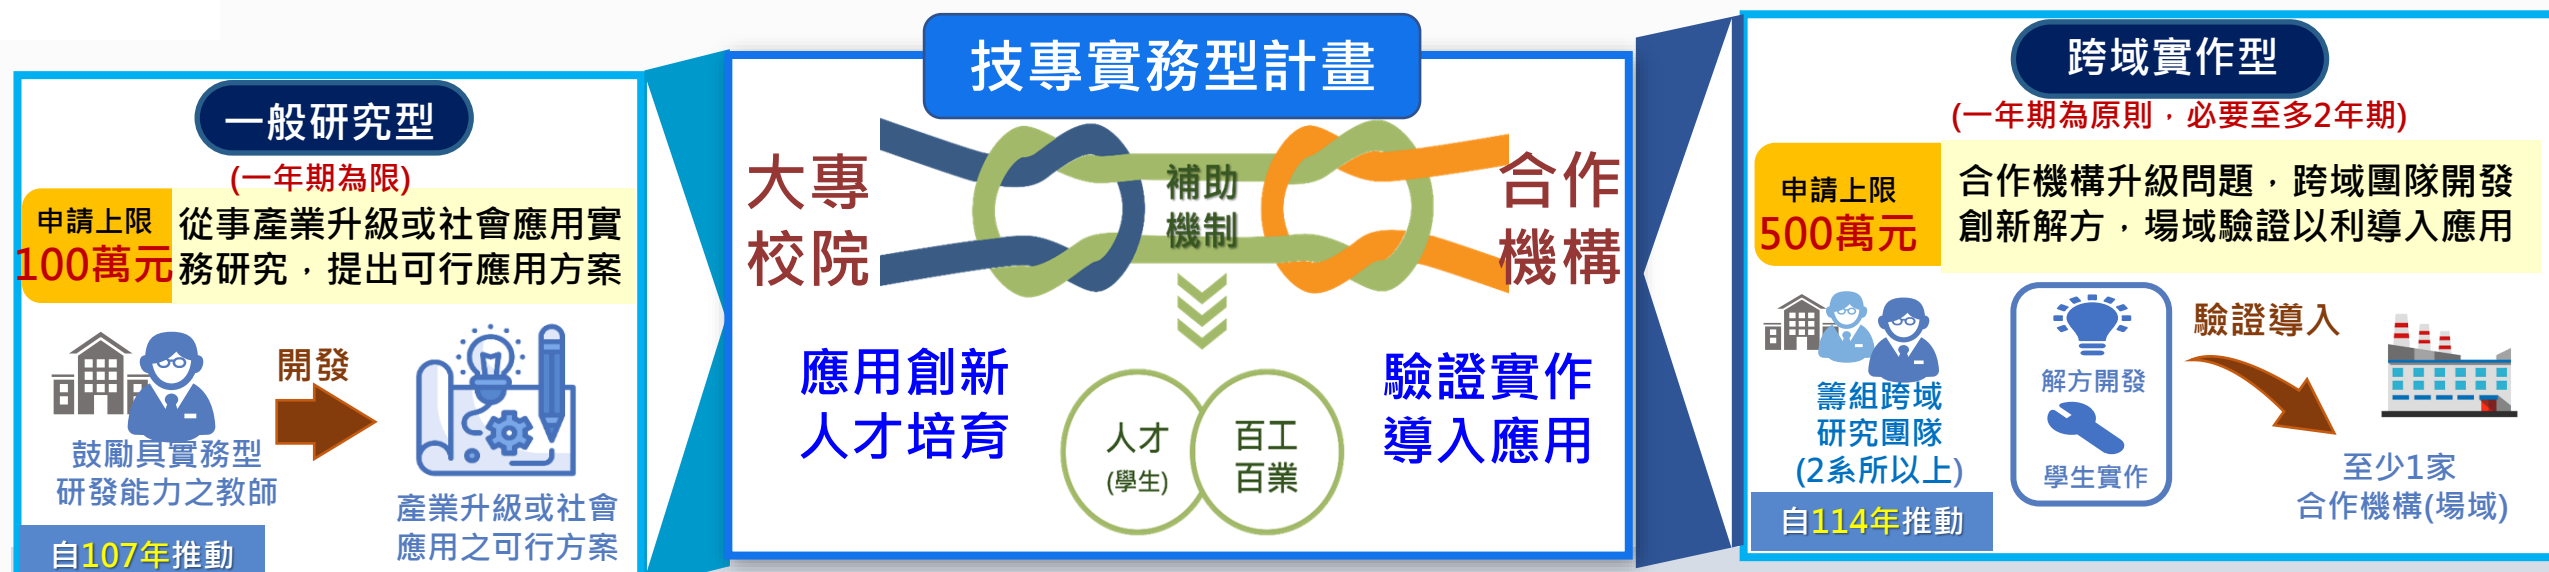 一般研究型
(一年期為限)
申請上限
100萬元
從事產業升級或社會應用實
務研究，提出可行應用方案
開發
鼓勵具實務型
研發能力之教師
產業升級或社會
應用之可行方案
自107年推動
技專實務型計畫
大專
校院
補助
機制
合作
機構
應用創新
人才培育
人才
(學生)
百工
百業
驗證實作
導入應用
跨域實作型
(一年期為原則，必要至多2年期)
申請上限
500萬元
合作機構升級問題，跨域團隊開發
創新解方，場域驗證以利導入應用
籌組跨域
研究團隊
(2系所以上)
解方開發
學生實作
驗證導入
至少1家
合作機構(場域)
自114年推動